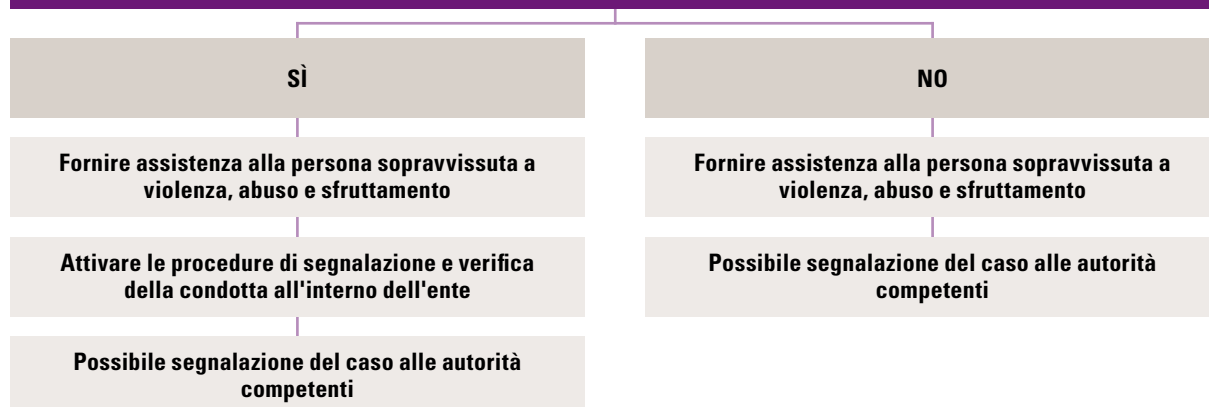 SÌ
Fornire assistenza alla persona sopravvissuta a
violenza, abuso e sfruttamento
Attivare le procedure di segnalazione e verifica
della condotta all'interno dell'ente
Possibile segnalazione del caso alle autorità
competenti
NO
Fornire assistenza alla persona sopravvissuta a
violenza, abuso e sfruttamento
Possibile segnalazione del caso alle autorità
competenti